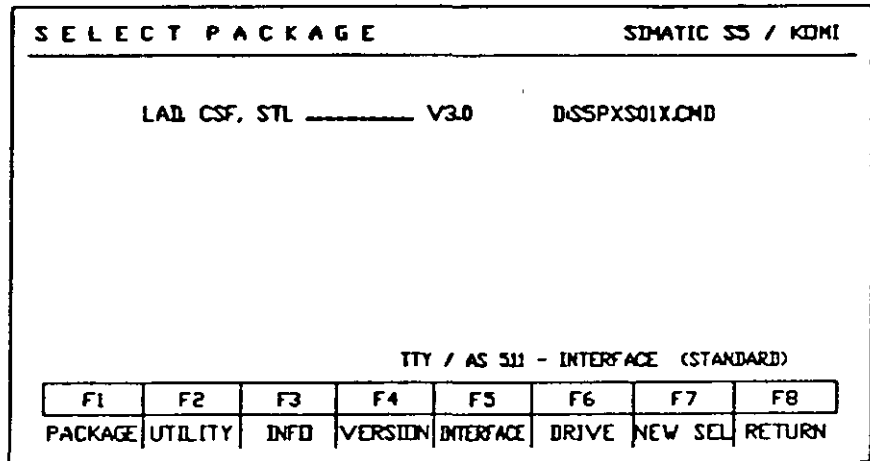 SELECT PACKAGE SIMATIC S5 / KOMI
LAD, CSF, STL __________ V3.0 D:S5PXS01X.CMD
TTY / AS 511 - INTERFACE (STANDARD)
F1 F2 F3 F4 F5 F6 F7 F8
PACKAGE UTILITY INFO VERSION INTERFACE DRIVE NEW SEL RETURN